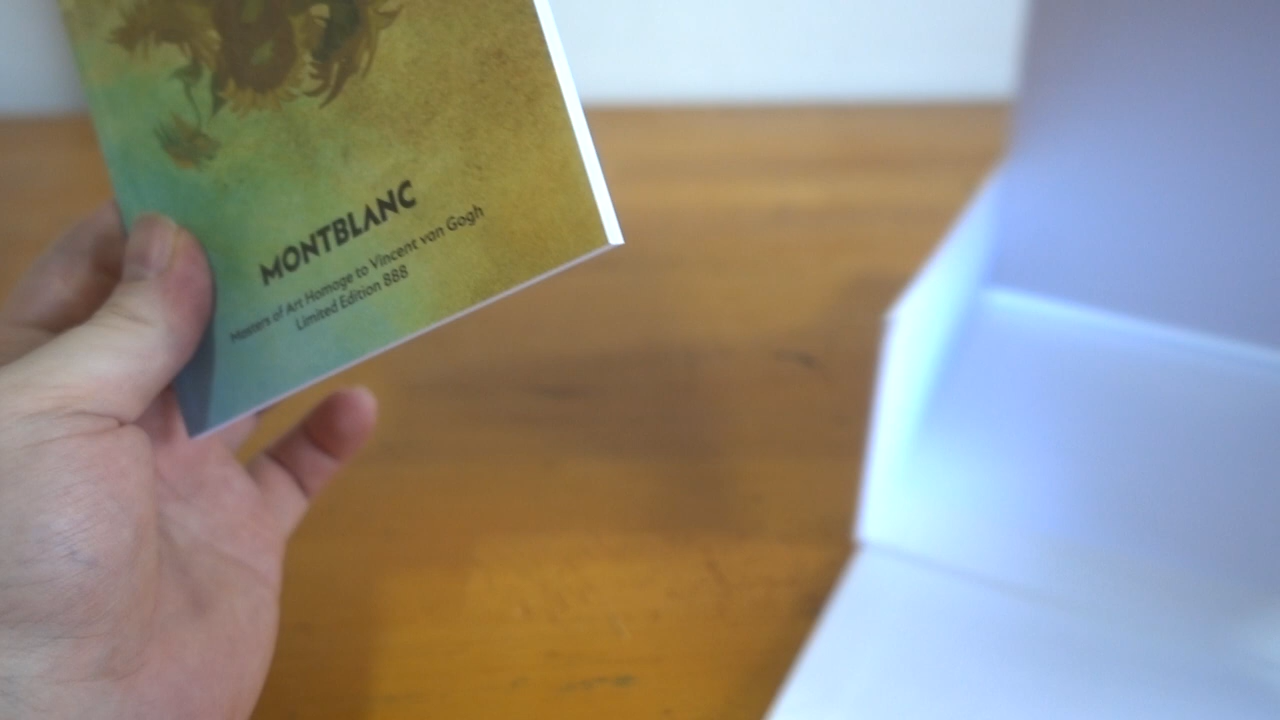 MONTBLANC
Masters of Art Homage to Vincent van Gogh
Limited Edition 888